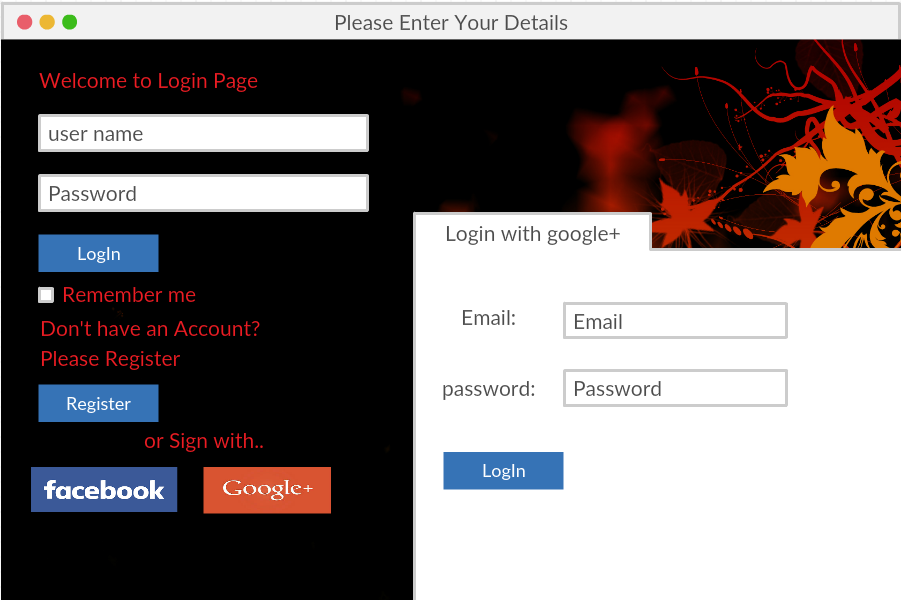 Please Enter Your Details
Welcome to Login Page
user name
Password
LogIn
Remember me
Don't have an Account?
Please Register
Register
or Sign with..
facebook
Google+
Login with google+
Email:
Email
password:
Password
LogIn